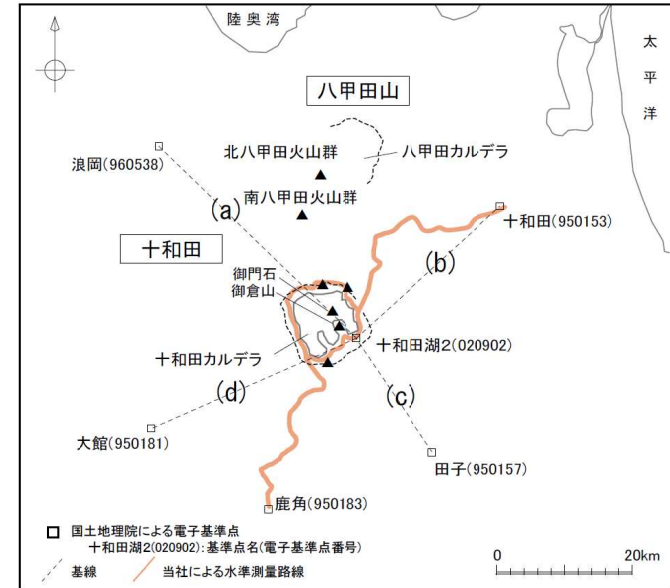 陸奥湾
太平洋
八甲田山
北八甲田火山群
八甲田カルデラ
浪岡(960538)
南八甲田火山群
(a)
十和田(950153)
十和田
(b)
御門石
御倉山
十和田湖2(020902)
十和田カルデラ
(d)
(c)
大館(950181)
田子(950157)
鹿角(950183)
国土地理院による電子基準点
十和田湖2(020902):基準点名(電子基準点番号)
基線
当社による水準測量路線
0
20km